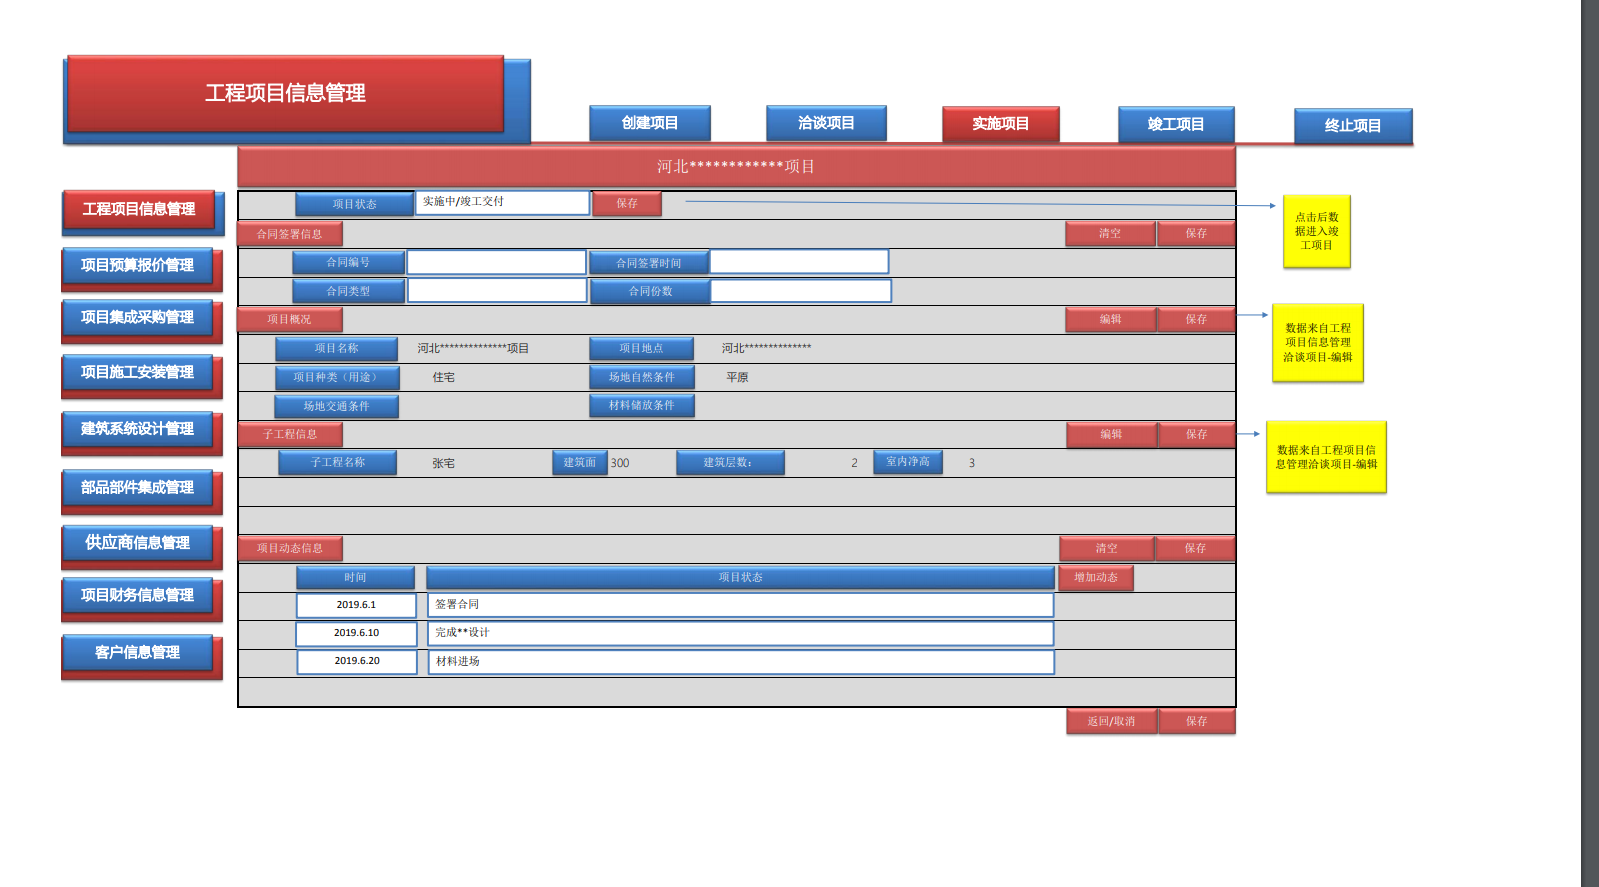 工程项目信息管理
创建项目 洽谈项目 实施项目 竣工项目 终止项目
河北************项目
工程项目信息管理
项目预算报价管理
项目集成采购管理
项目施工安装管理
建筑系统设计管理
部品部件集成管理
供应商信息管理
项目财务信息管理
客户信息管理
项目状态 实施中/竣工交付 保存
合同签署信息 清空 保存
合同编号 合同签署时间
合同类型 合同份数
项目概况 编辑 保存
项目名称 河北**************项目 项目地点 河北**************
项目种类（用途） 住宅 场地自然条件 平原
场地交通条件 材料储放条件
子工程信息 编辑 保存
子工程名称 张宅 建筑面 300 建筑层数： 2 室内净高 3
项目动态信息 清空 保存
时间 项目状态 增加动态
2019.6.1 签署合同
2019.6.10 完成**设计
2019.6.20 材料进场
返回/取消 保存
点击后数
据进入竣
工项目
数据来自工程
项目信息管理
洽谈项目-编辑
数据来自工程项目信
息管理洽谈项目-编辑